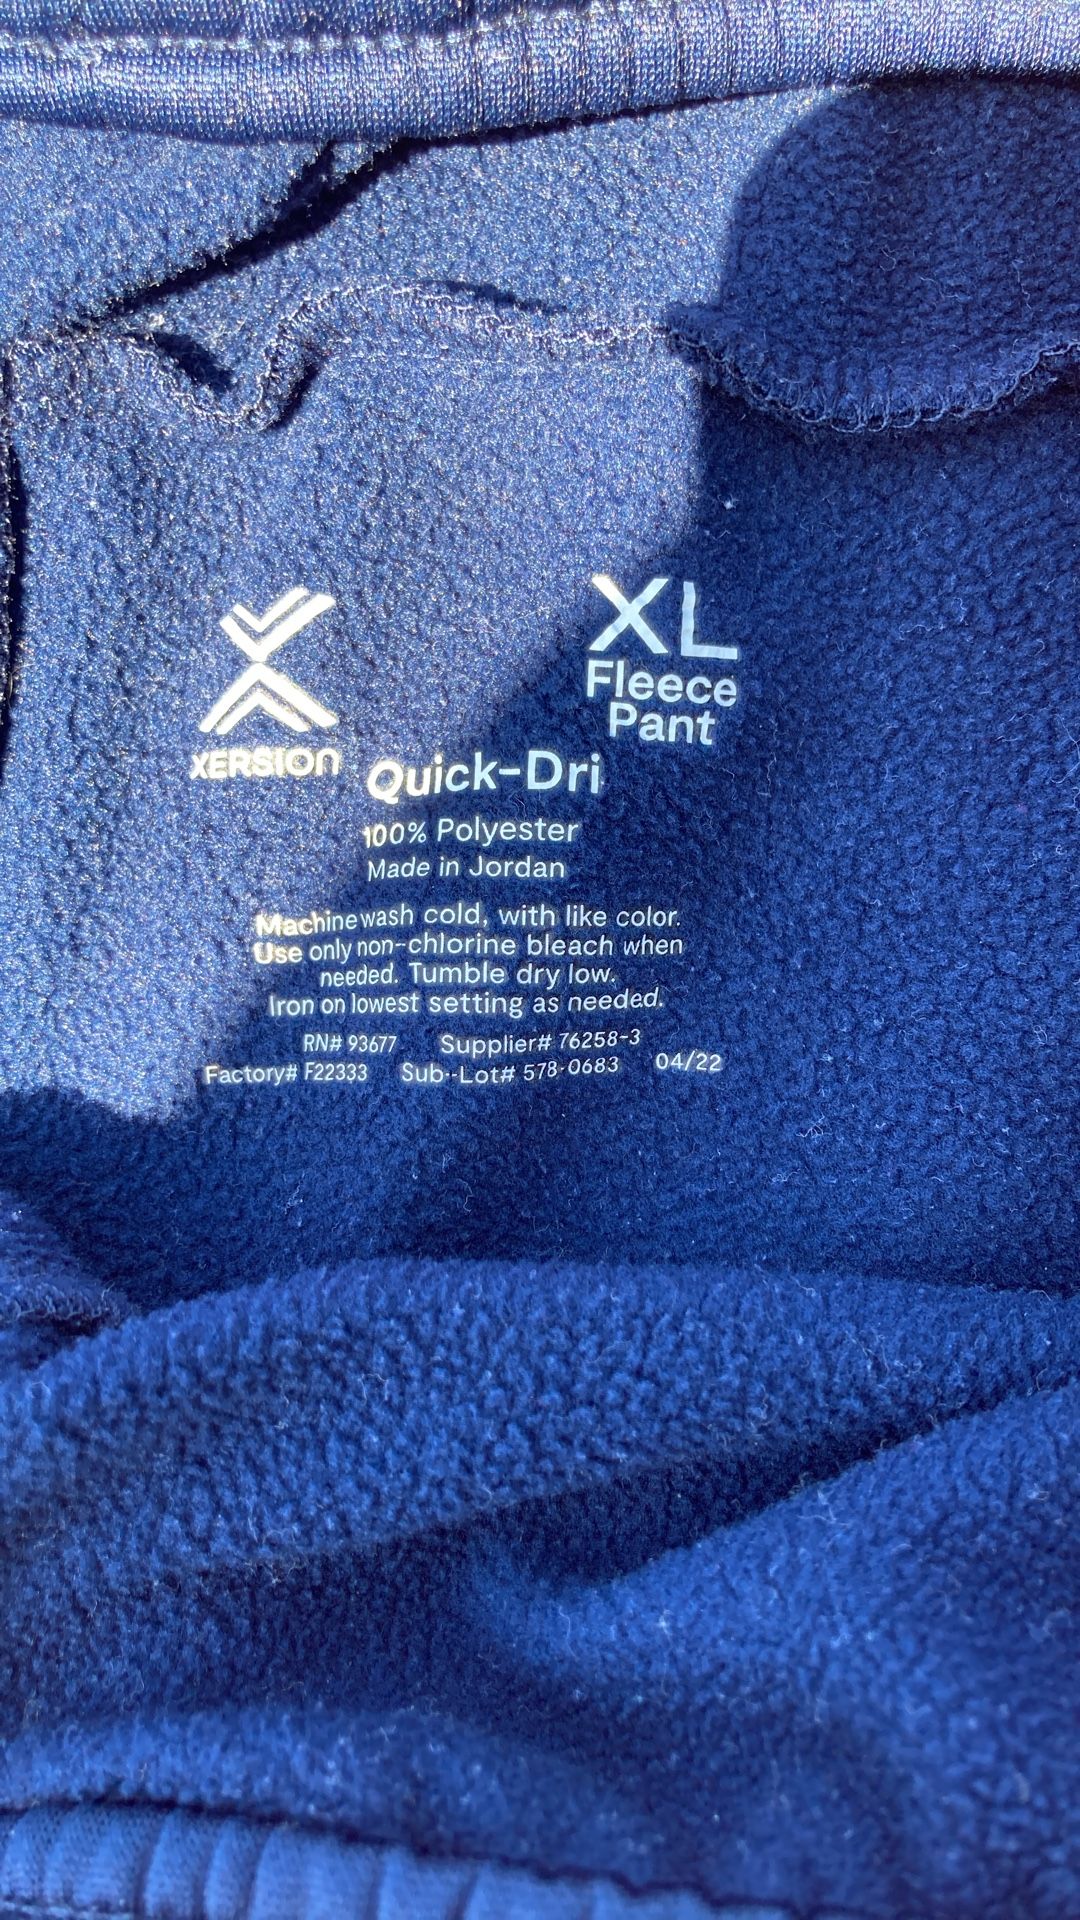 XERSION
XL
Fleece
Pant
Quick-Dri
100% Polyester
Made in Jordan
Machine wash cold, with like color.
Use only non-chlorine bleach when
needed. Tumble dry low.
Iron on lowest setting as needed.
RN# 93677 Supplier# 76258-3
Factory# F22333 Sub-Lot# 578-0683 04/22